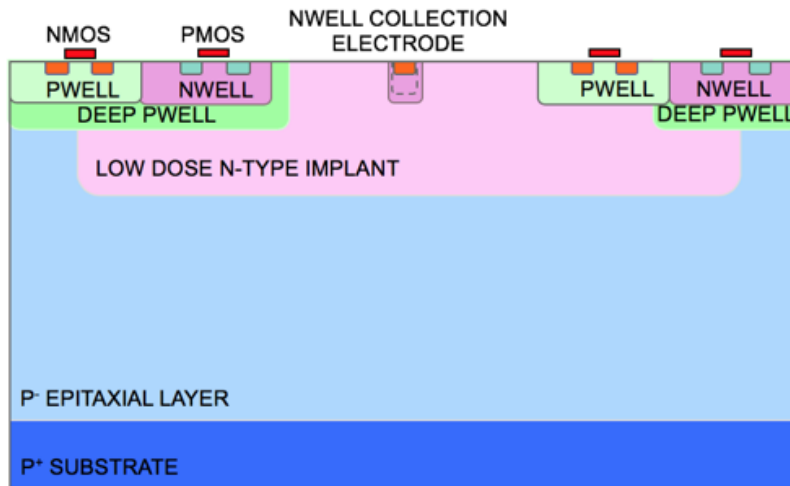 NWELL COLLECTION
ELECTRODE
NMOS
PMOS
PWELL
NWELL
PWELL
NWELL
DEEP PWELL
DEEP PWELL
LOW DOSE N-TYPE IMPLANT
P⁻ EPITAXIAL LAYER
P⁺ SUBSTRATE